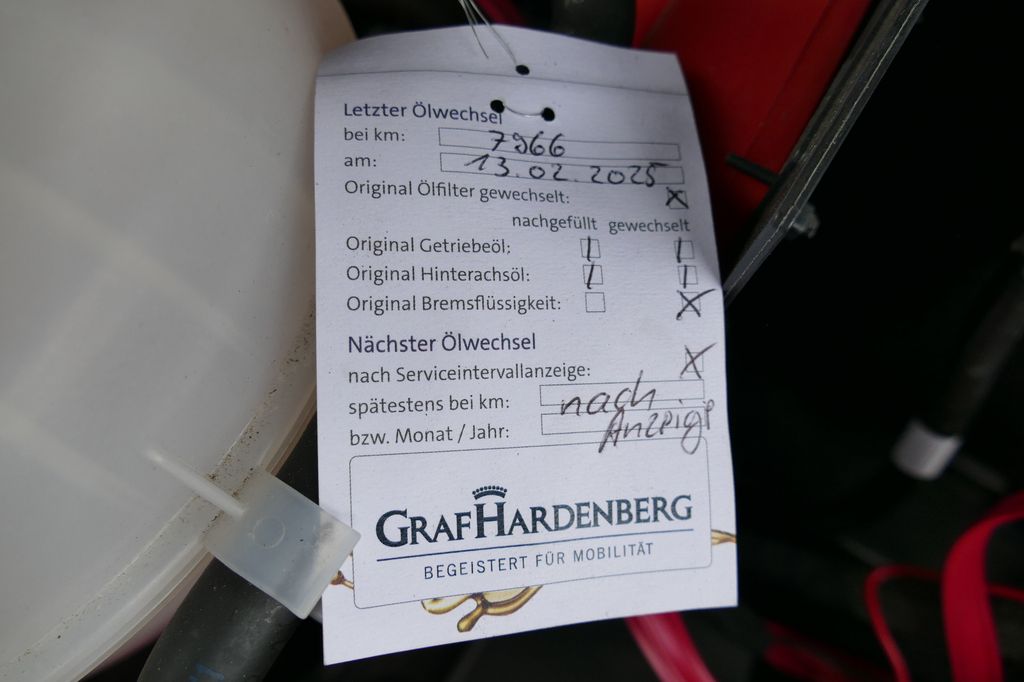 Letzter Ölwechsel
bei km: 7966
am: 13.02.2025
Original Ölfilter gewechselt: X
nachgefüllt gewechselt
Original Getriebeöl:
Original Hinterachsöl:
Original Bremsflüssigkeit: X
Nächster Ölwechsel
nach Serviceintervallanzeige: X
spätestens bei km: nach
bzw. Monat / Jahr: Anzeige
GRAFHARDENBERG
BEGEISTERT FÜR MOBILITÄT